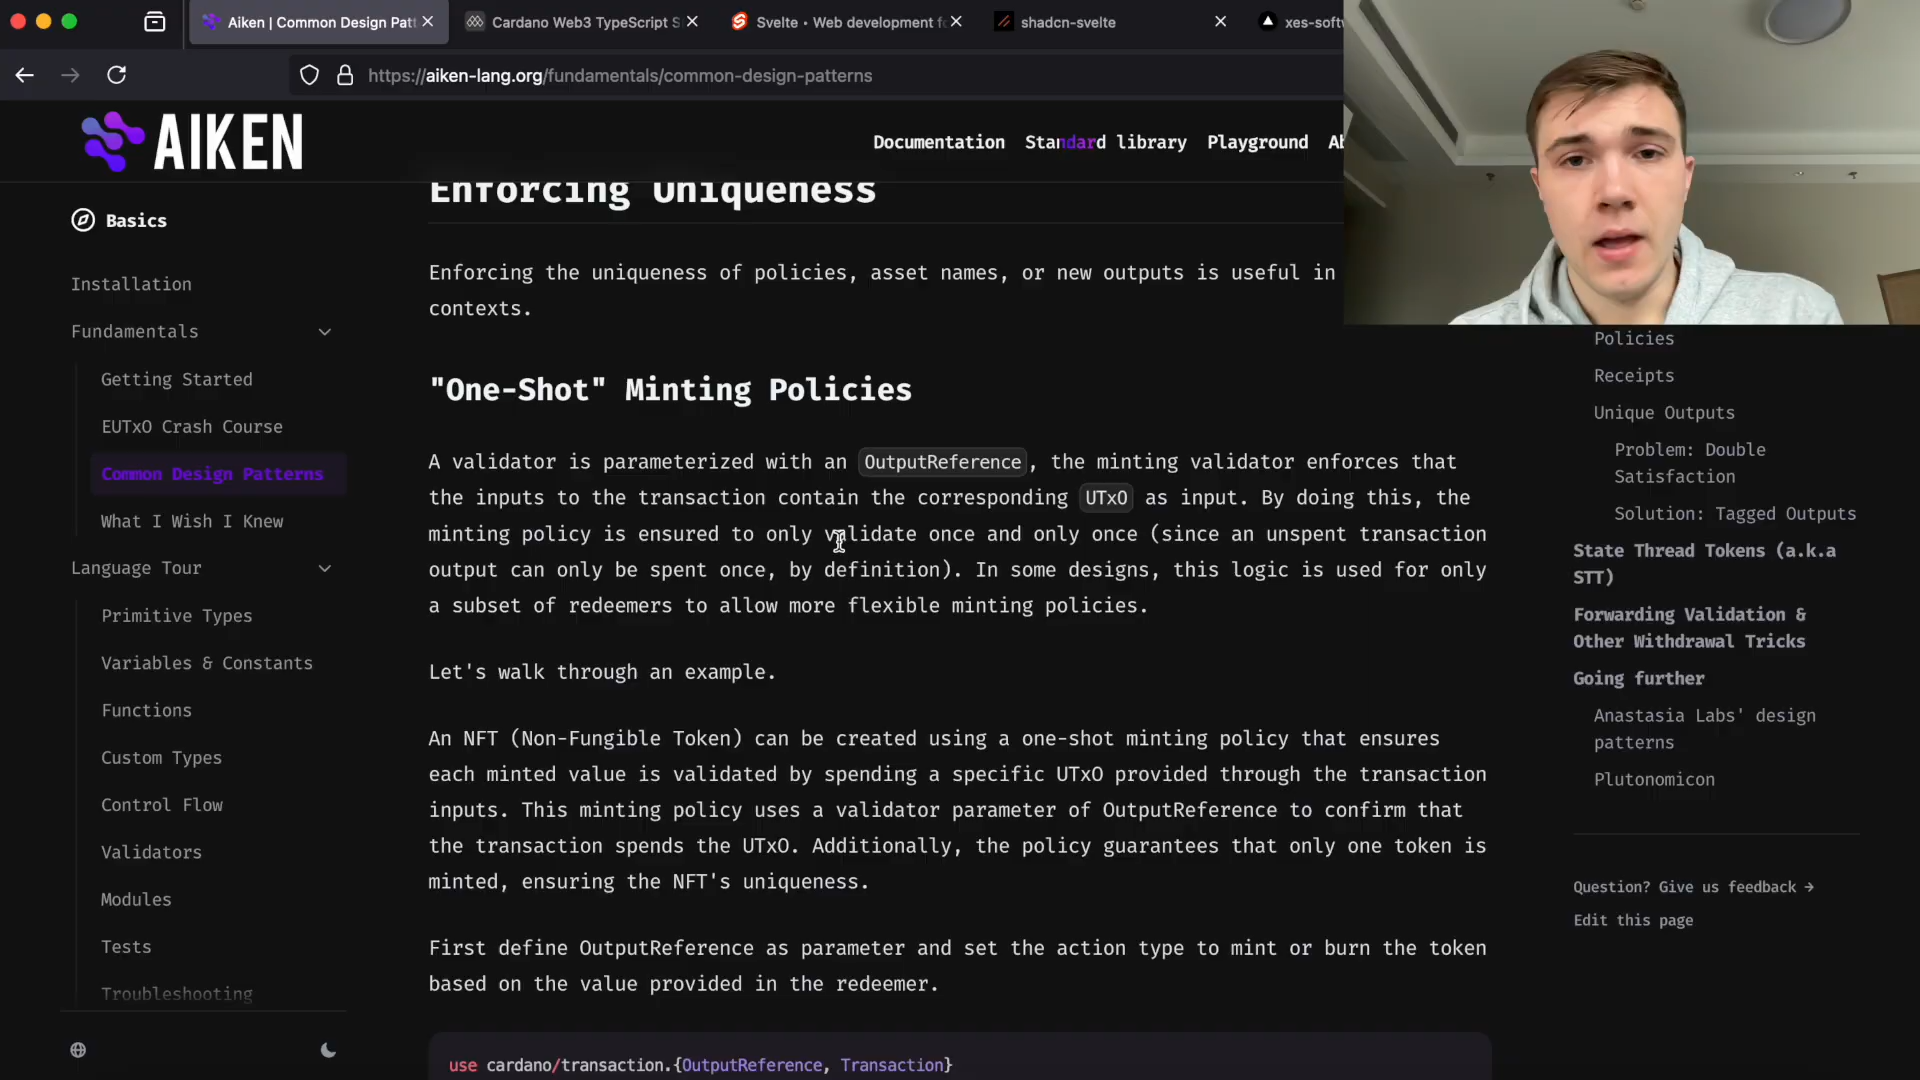 Aiken | Common Design Patt
Cardano Web3 TypeScript S
Svelte • Web development fo
shadcn-svelte
xes-softw
https://aiken-lang.org/fundamentals/common-design-patterns
AIKEN
Documentation
Standard library
Playground
Basics
Installation
Fundamentals
Getting Started
EUTxO Crash Course
Common Design Patterns
What I Wish I Knew
Language Tour
Primitive Types
Variables & Constants
Functions
Custom Types
Control Flow
Validators
Modules
Tests
Troubleshooting
Enforcing Uniqueness
Enforcing the uniqueness of policies, asset names, or new outputs is useful in
contexts.
"One-Shot" Minting Policies
A validator is parameterized with an OutputReference, the minting validator enforces that
the inputs to the transaction contain the corresponding UTxO as input. By doing this, the
minting policy is ensured to only validate once and only once (since an unspent transaction
output can only be spent once, by definition). In some designs, this logic is used for only
a subset of redeemers to allow more flexible minting policies.
Let's walk through an example.
An NFT (Non-Fungible Token) can be created using a one-shot minting policy that ensures
each minted value is validated by spending a specific UTxO provided through the transaction
inputs. This minting policy uses a validator parameter of OutputReference to confirm that
the transaction spends the UTxO. Additionally, the policy guarantees that only one token is
minted, ensuring the NFT's uniqueness.
First define OutputReference as parameter and set the action type to mint or burn the token
based on the value provided in the redeemer.
use cardano/transaction.{OutputReference, Transaction}
Policies
Receipts
Unique Outputs
Problem: Double
Satisfaction
Solution: Tagged Outputs
State Thread Tokens (a.k.a
STT)
Forwarding Validation &
Other Withdrawal Tricks
Going further
Anastasia Labs' design
patterns
Plutonomicon
Question? Give us feedback →
Edit this page